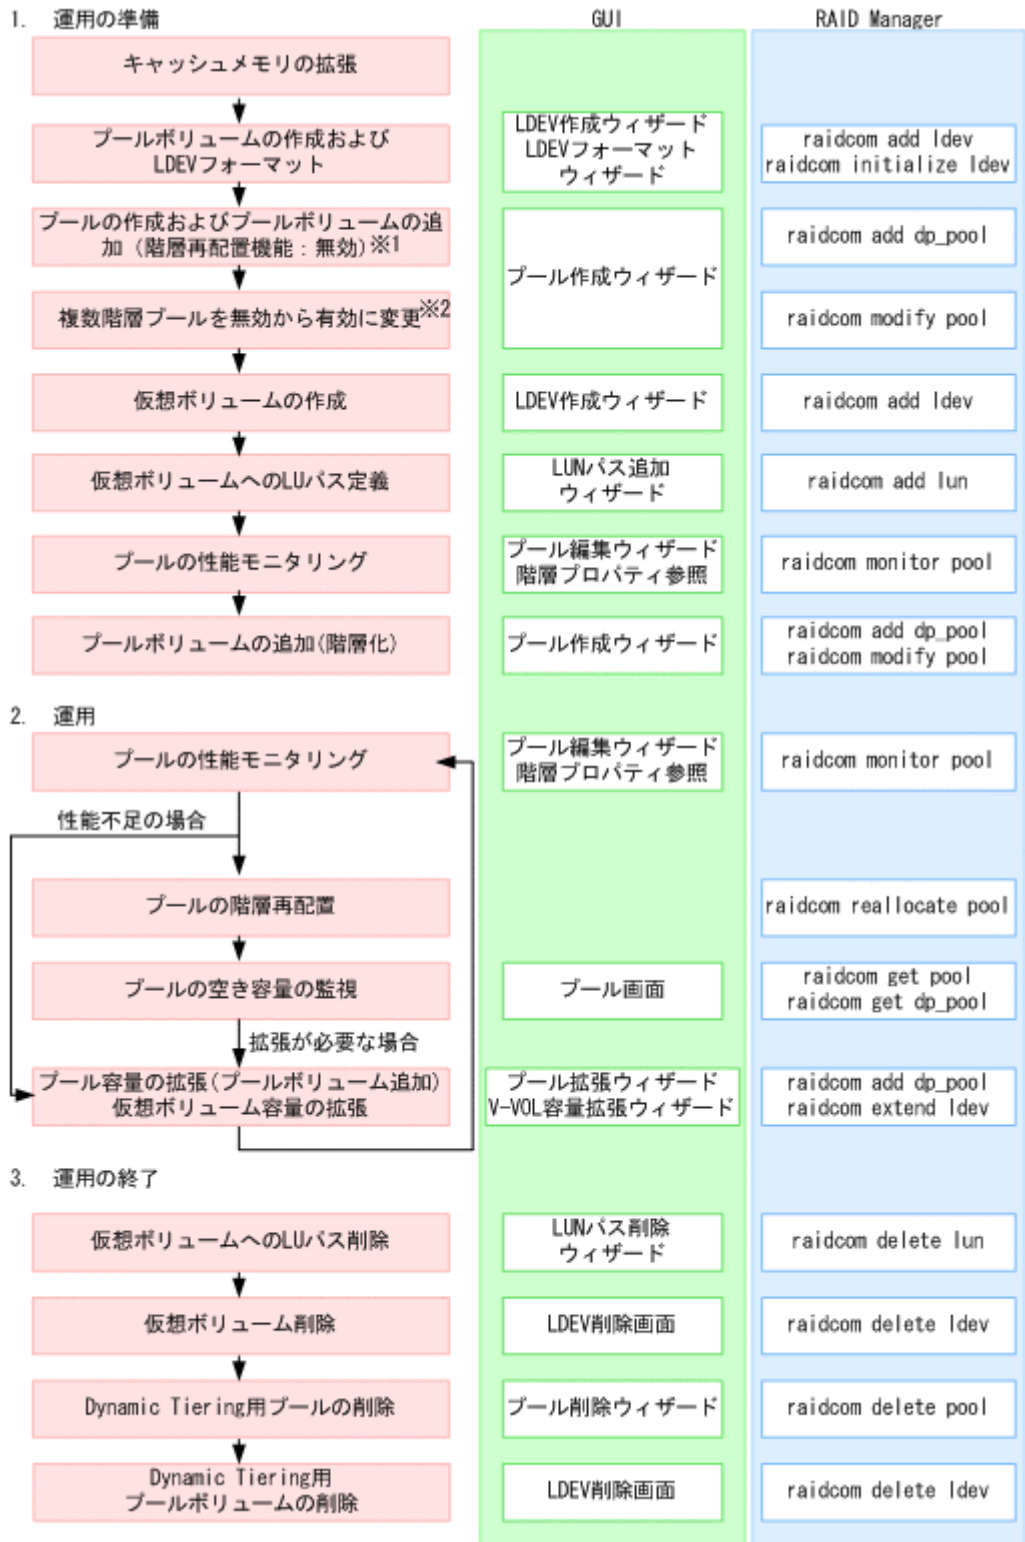 1. 運用の準備
GUI
RAID Manager
キャッシュメモリの拡張
プールボリュームの作成および
LDEVフォーマット
LDEV作成ウィザード
LDEVフォーマット
ウィザード
raidcom add ldev
raidcom initialize ldev
プールの作成およびプールボリュームの追
加（階層再配置機能：無効）※1
プール作成ウィザード
raidcom add dp_pool
複数階層プールを無効から有効に変更※2
raidcom modify pool
仮想ボリュームの作成
LDEV作成ウィザード
raidcom add ldev
仮想ボリュームへのLUパス定義
LUNパス追加
ウィザード
raidcom add lun
プールの性能モニタリング
プール編集ウィザード
階層プロパティ参照
raidcom monitor pool
プールボリュームの追加(階層化)
プール作成ウィザード
raidcom add dp_pool
raidcom modify pool
2. 運用
プールの性能モニタリング
プール編集ウィザード
階層プロパティ参照
raidcom monitor pool
性能不足の場合
プールの階層再配置
raidcom reallocate pool
プールの空き容量の監視
プール画面
raidcom get pool
raidcom get dp_pool
拡張が必要な場合
プール容量の拡張(プールボリューム追加)
仮想ボリューム容量の拡張
プール拡張ウィザード
V-VOL容量拡張ウィザード
raidcom add dp_pool
raidcom extend ldev
3. 運用の終了
仮想ボリュームへのLUパス削除
LUNパス削除
ウィザード
raidcom delete lun
仮想ボリューム削除
LDEV削除画面
raidcom delete ldev
Dynamic Tiering用プールの削除
プール削除ウィザード
raidcom delete pool
Dynamic Tiering用
プールボリュームの削除
LDEV削除画面
raidcom delete ldev